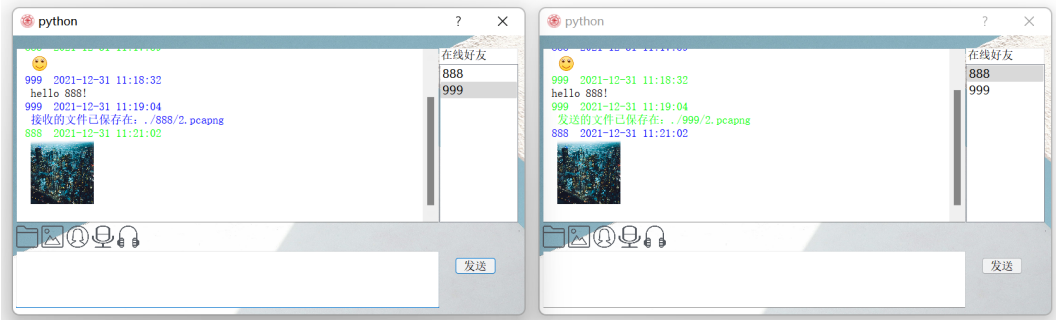 python
在线好友
888
999
999  2021-12-31 11:18:32
hello 888!
999  2021-12-31 11:19:04
接收的文件已保存在: ./888/2.pcapng
888  2021-12-31 11:21:02
发送
python
在线好友
888
999
999  2021-12-31 11:18:32
hello 888!
999  2021-12-31 11:19:04
发送的文件已保存在: ./999/2.pcapng
888  2021-12-31 11:21:02
发送